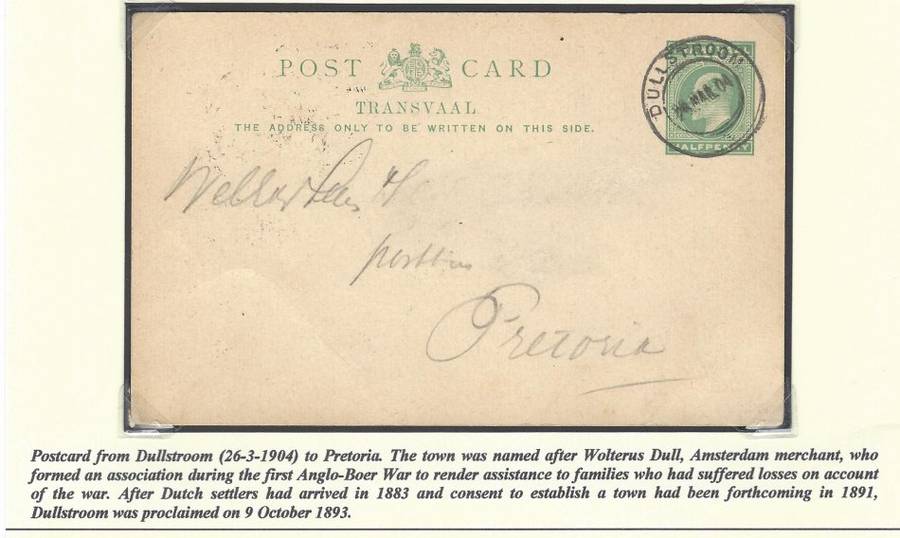 POST CARD
TRANSVAAL
THE ADDRESS ONLY TO BE WRITTEN ON THIS SIDE.
DULLSTROOM
26 MAR 04
HALFPENNY
Pretoria
Postcard from Dullstroom (26-3-1904) to Pretoria. The town was named after Wolterus Dull, Amsterdam merchant, who
formed an association during the first Anglo-Boer War to render assistance to families who had suffered losses on account
of the war. After Dutch settlers had arrived in 1883 and consent to establish a town had been forthcoming in 1891,
Dullstroom was proclaimed on 9 October 1893.